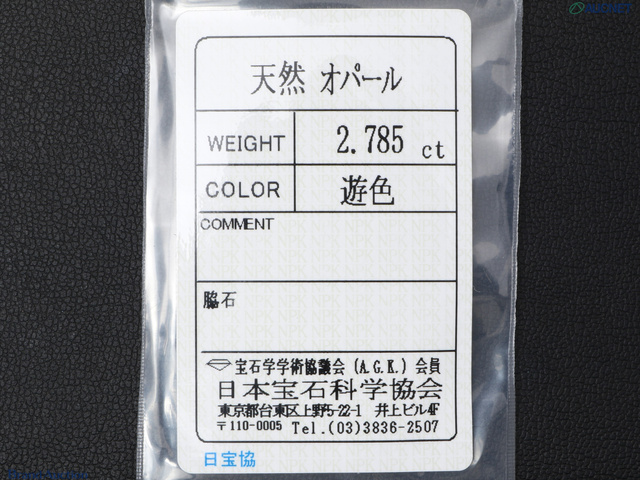 天然 オパール
WEIGHT 2.785 ct
COLOR 遊色
COMMENT
脇石
宝石学学術協議会 (A.G.K.) 会員
日本宝石科学協会
東京都台東区上野5-22-1 井上ビル4F
〒110-0005 Tel.(03)3836-2507
日宝協